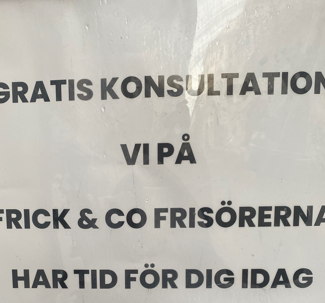 GRATIS KONSULTATION
VI PÅ
FRICK & CO FRISÖRERNA
HAR TID FÖR DIG IDAG